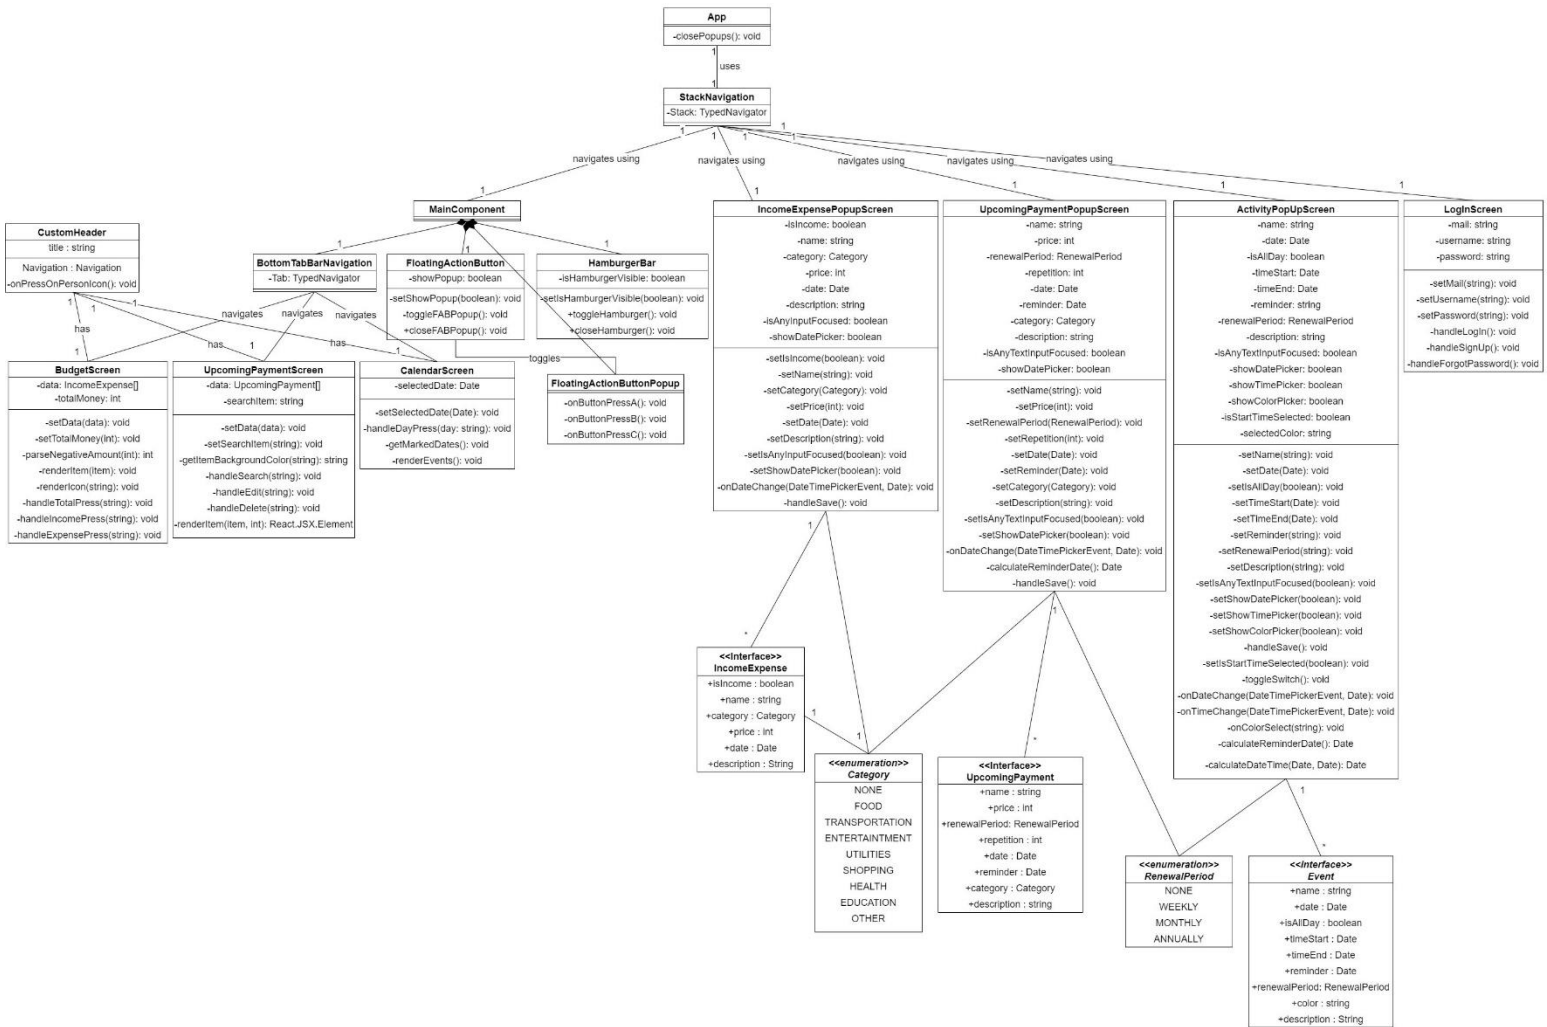 App
-closePopups(): void
1
uses
1
StackNavigation
-Stack: TypedNavigator
1
1
1
1
1
navigates using
navigates using
navigates using
navigates using
navigates using
1
1
1
1
1
MainComponent
CustomHeader
title : string
Navigation : Navigation
-onPressOnPersonIcon(): void
1
1
1
has
has
has
1
1
1
1
1
1
BottomTabBarNavigation
-Tab: TypedNavigator
navigates
navigates
navigates
FloatingActionButton
-showPopup: boolean
-setShowPopup(boolean): void
-toggleFABPopup(): void
+closeFABPopup(): void
toggles
HamburgerBar
-isHamburgerVisible: boolean
-setIsHamburgerVisible(boolean): void
+toggleHamburger(): void
+closeHamburger(): void
BudgetScreen
-data: IncomeExpense[]
-totalMoney: int
-setData(data): void
-setTotalMoney(int): void
-parseNegativeAmount(int): int
-renderItem(item): void
-renderIcon(string): void
-handleTotalPress(string): void
-handleIncomePress(string): void
-handleExpensePress(string): void
UpcomingPaymentScreen
-data: UpcomingPayment[]
-searchItem: string
-setData(data): void
-setSearchItem(string): void
-getItemBackgroundColor(string): string
-handleSearch(string): void
-handleEdit(string): void
-handleDelete(string): void
-renderItem(item, int): React.JSX.Element
CalendarScreen
-selectedDate: Date
-setSelectedDate(Date): void
-handleDayPress(day: string): void
-getMarkedDates(): void
-renderEvents(): void
FloatingActionButtonPopup
-onButtonPressA(): void
-onButtonPressB(): void
-onButtonPressC(): void
IncomeExpensePopupScreen
-isIncome: boolean
-name: string
-category: Category
-price: int
-date: Date
-description: string
-isAnyInputFocused: boolean
-showDatePicker: boolean
-setIsIncome(boolean): void
-setName(string): void
-setCategory(Category): void
-setPrice(int): void
-setDate(Date): void
-setDescription(string): void
-setIsAnyInputFocused(boolean): void
-setShowDatePicker(boolean): void
-onDateChange(DateTimePickerEvent, Date): void
-handleSave(): void
UpcomingPaymentPopupScreen
-name: string
-price: int
-renewalPeriod: RenewalPeriod
-repetition: int
-date: Date
-reminder: Date
-category: Category
-description: string
-isAnyTextInputFocused: boolean
-showDatePicker: boolean
-setName(string): void
-setPrice(int): void
-setRenewalPeriod(RenewalPeriod): void
-setRepetition(int): void
-setDate(Date): void
-setReminder(Date): void
-setCategory(Category): void
-setDescription(string): void
-setIsAnyTextInputFocused(boolean): void
-setShowDatePicker(boolean): void
-onDateChange(DateTimePickerEvent, Date): void
-calculateReminderDate(): Date
-handleSave(): void
ActivityPopUpScreen
-name: string
-date: Date
-isAllDay: boolean
-timeStart: Date
-timeEnd: Date
-reminder: string
-renewalPeriod: RenewalPeriod
-description: string
-isAnyTextInputFocused: boolean
-showDatePicker: boolean
-showTimePicker: boolean
-showColorPicker: boolean
-isStartTimeSelected: boolean
-selectedColor: string
-setName(string): void
-setDate(Date): void
-setIsAllDay(boolean): void
-setTimeStart(Date): void
-setTimeEnd(Date): void
-setReminder(string): void
-setRenewalPeriod(string): void
-setDescription(string): void
-setIsAnyTextInputFocused(boolean): void
-setShowDatePicker(boolean): void
-setShowTimePicker(boolean): void
-setShowColorPicker(boolean): void
-handleSave(): void
-setIsStartTimeSelected(boolean): void
-toggleSwitch(): void
-onDateChange(DateTimePickerEvent, Date): void
-onTimeChange(DateTimePickerEvent, Date): void
-onColorSelect(string): void
-calculateReminderDate(): Date
-calculateDateTime(Date, Date): Date
LogInScreen
-mail: string
-username: string
-password: string
-setMail(string): void
-setUsername(string): void
-setPassword(string): void
-handleLogIn(): void
-handleSignUp(): void
-handleForgotPassword(): void
1
*
1
1
1
*
1
*
<<Interface>>
IncomeExpense
+isIncome : boolean
+name : string
+category : Category
+price : int
+date : Date
+description : String
<<enumeration>>
Category
NONE
FOOD
TRANSPORTATION
ENTERTAINTMENT
UTILITIES
SHOPPING
HEALTH
EDUCATION
OTHER
<<Interface>>
UpcomingPayment
+name : string
+price : int
+renewalPeriod: RenewalPeriod
+repetition : int
+date : Date
+reminder : Date
+category : Category
+description : string
<<enumeration>>
RenewalPeriod
NONE
WEEKLY
MONTHLY
ANNUALLY
<<interface>>
Event
+name : string
+date : Date
+isAllDay : boolean
+timeStart : Date
+timeEnd : Date
+reminder : Date
+renewalPeriod: RenewalPeriod
+color : string
+description : String